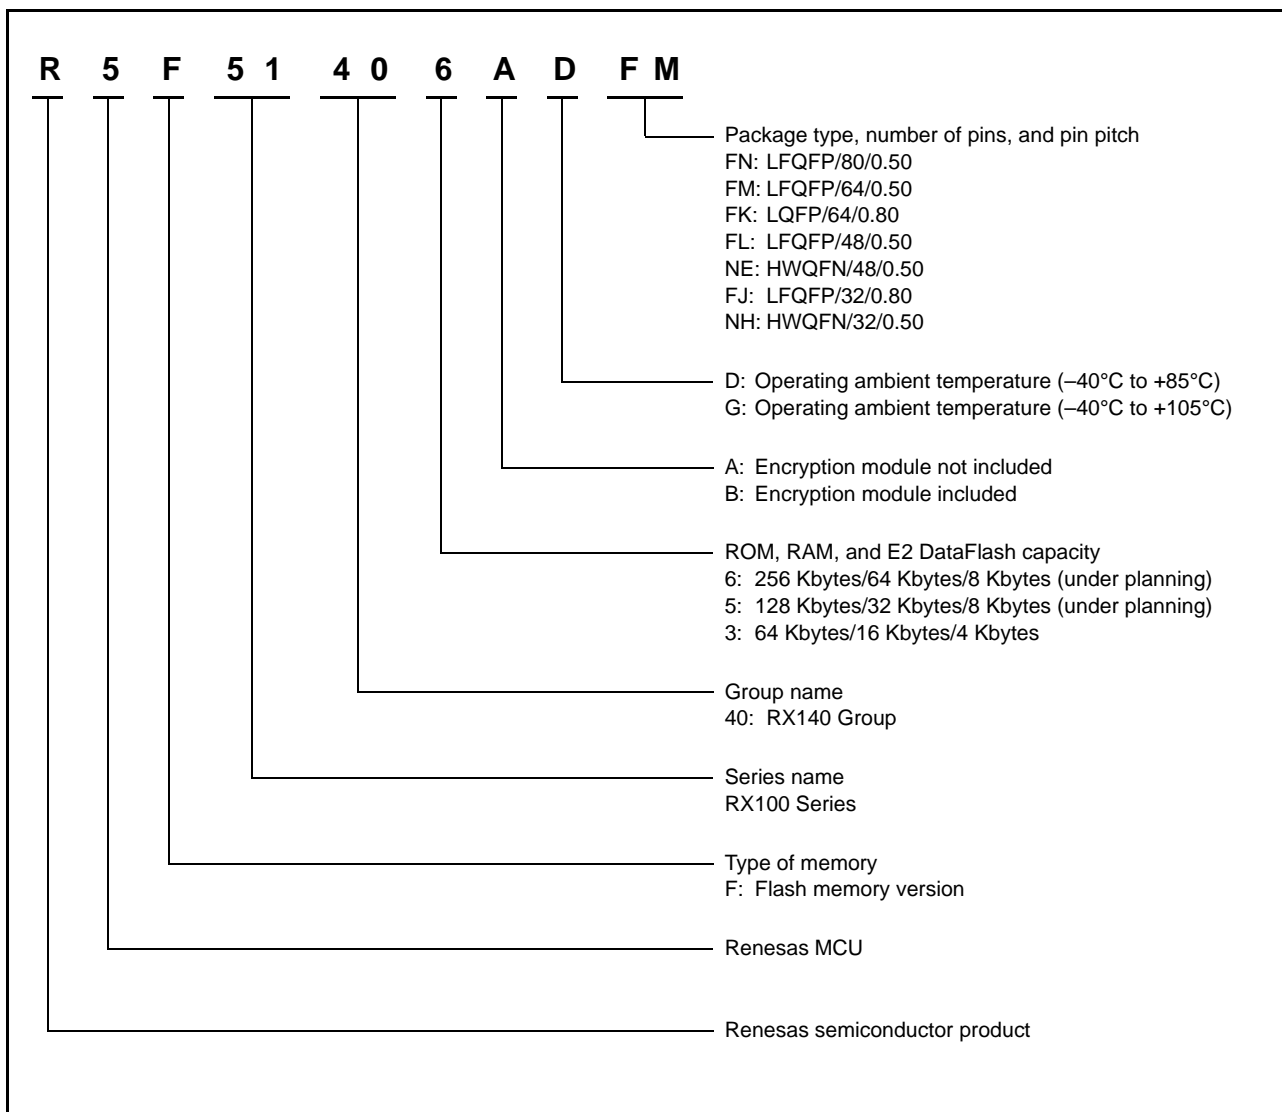 R 5 F 5 1 4 0 6 A D F M
Package type, number of pins, and pin pitch
FN: LFQFP/80/0.50
FM: LFQFP/64/0.50
FK: LQFP/64/0.80
FL: LFQFP/48/0.50
NE: HWQFN/48/0.50
FJ: LFQFP/32/0.80
NH: HWQFN/32/0.50
D: Operating ambient temperature (–40°C to +85°C)
G: Operating ambient temperature (–40°C to +105°C)
A: Encryption module not included
B: Encryption module included
ROM, RAM, and E2 DataFlash capacity
6: 256 Kbytes/64 Kbytes/8 Kbytes (under planning)
5: 128 Kbytes/32 Kbytes/8 Kbytes (under planning)
3: 64 Kbytes/16 Kbytes/4 Kbytes
Group name
40: RX140 Group
Series name
RX100 Series
Type of memory
F: Flash memory version
Renesas MCU
Renesas semiconductor product